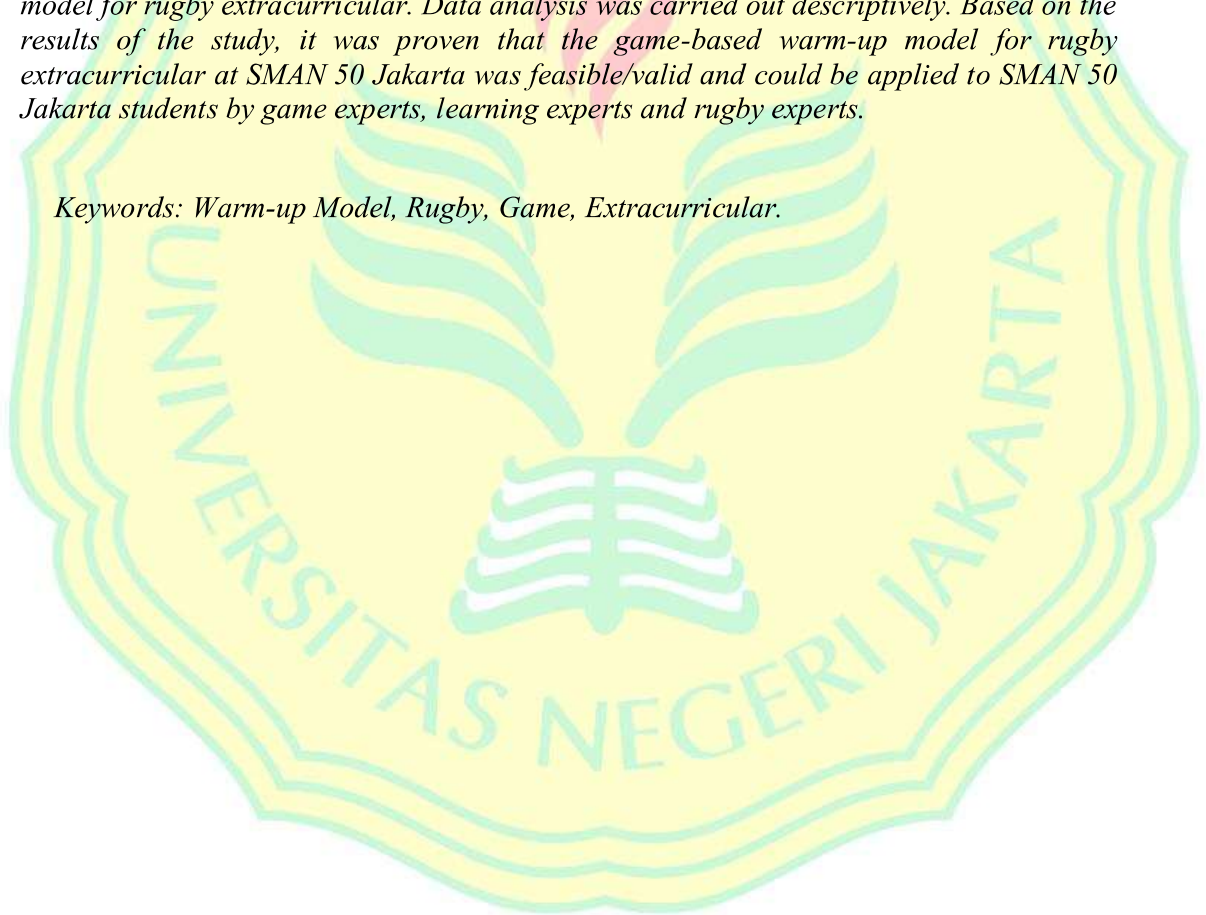 model for rugby extracurricular. Data analysis was carried out descriptively. Based on the
results of the study, it was proven that the game-based warm-up model for rugby
extracurricular at SMAN 50 Jakarta was feasible/valid and could be applied to SMAN 50
Jakarta students by game experts, learning experts and rugby experts.
Keywords: Warm-up Model, Rugby, Game, Extracurricular.
UNIVERSITAS NEGERI JAKARTA